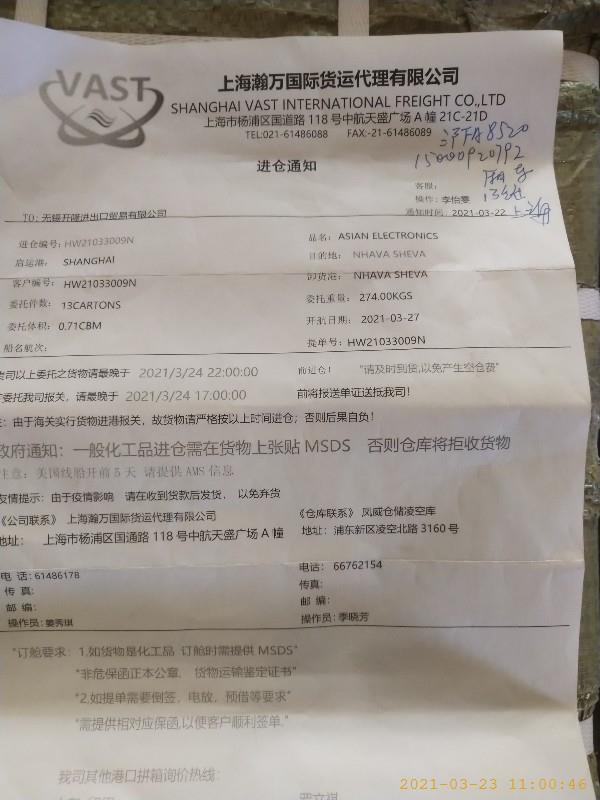 VAST
上海瀚万国际货运代理有限公司
SHANGHAI VAST INTERNATIONAL FREIGHT CO.,LTD
上海市杨浦区国道路 118 号中航天盛广场 A 幢 21C-21D
TEL:021-61486088 FAX:-21-61486089
沪FA8520
15000920792
进仓通知
客服:
操作: 李怡雯
TO: 无锡开隆进出口贸易有限公司
通知时间: 2021-03-22
进仓编号: HW21033009N
品名: ASIAN ELECTRONICS
启运港: SHANGHAI
目的地: NHAVA SHEVA
卸货港: NHAVA SHEVA
客户编号: HW21033009N
委托件数: 13CARTONS
委托重量: 274.00KGS
委托体积: 0.71CBM
开航日期: 2021-03-27
船名航次:
提单号: HW21033009N
贵司以上委托之货物请最晚于 2021/3/24 22:00:00 前进仓! "请及时到货,以免产生空仓费"
委托我司报关, 请最晚于 2021/3/24 17:00:00 前将报送单证送抵我司!
注: 由于海关实行货物进港报关, 故货物请严格按以上时间进仓; 否则后果自负!
政府通知: 一般化工品进仓需在货物上张贴 MSDS 否则仓库将拒收货物
注意: 美国线船开前 5 天 请提供 AMS 信息
友情提示: 由于疫情影响 请在收到货款后发货, 以免弃货
《公司联系》 上海瀚万国际货运代理有限公司
《仓库联系》 凤威仓储凌空库
地址: 上海市杨浦区国通路 118 号中航天盛广场 A 幢
地址: 浦东新区凌空北路 3160 号
电 话: 61486178
电话: 66762154
传 真:
传真:
邮 编:
邮 编:
操作员: 姜秀琪
操作员: 季晓芳
"订舱要求: 1.如货物是化工品 订舱时需提供 MSDS"
"非危保函正本公章, 货物运输鉴定证书"
"2.如提单需要倒签, 电放, 预借等要求"
"需提供相对应保函,以便客户顺利签单."
我司其他港口拼箱询价热线:
2021-03-23 11:00:46